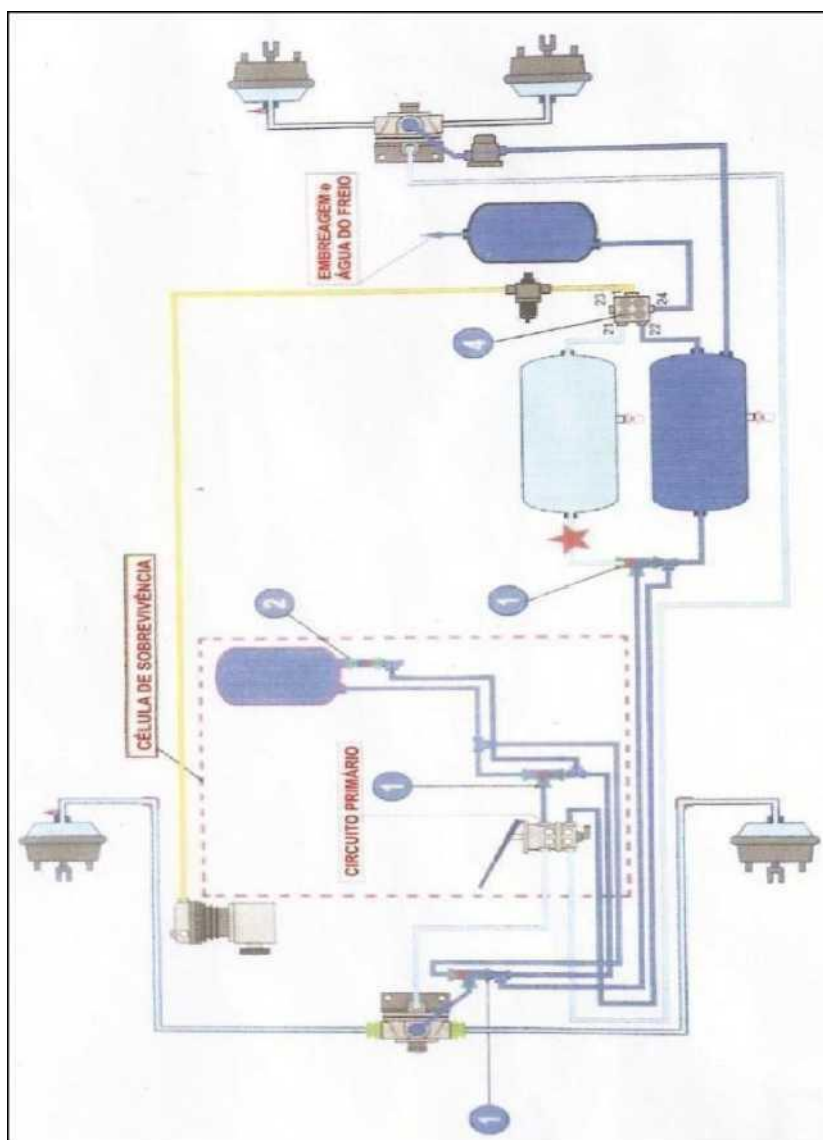 CÉLULA DE SOBREVIVÊNCIA
EMBREAGEM e
ÁGUA DO FREIO
2
CIRCUITO PRIMÁRIO
1
4
21
23
22
24
1
1